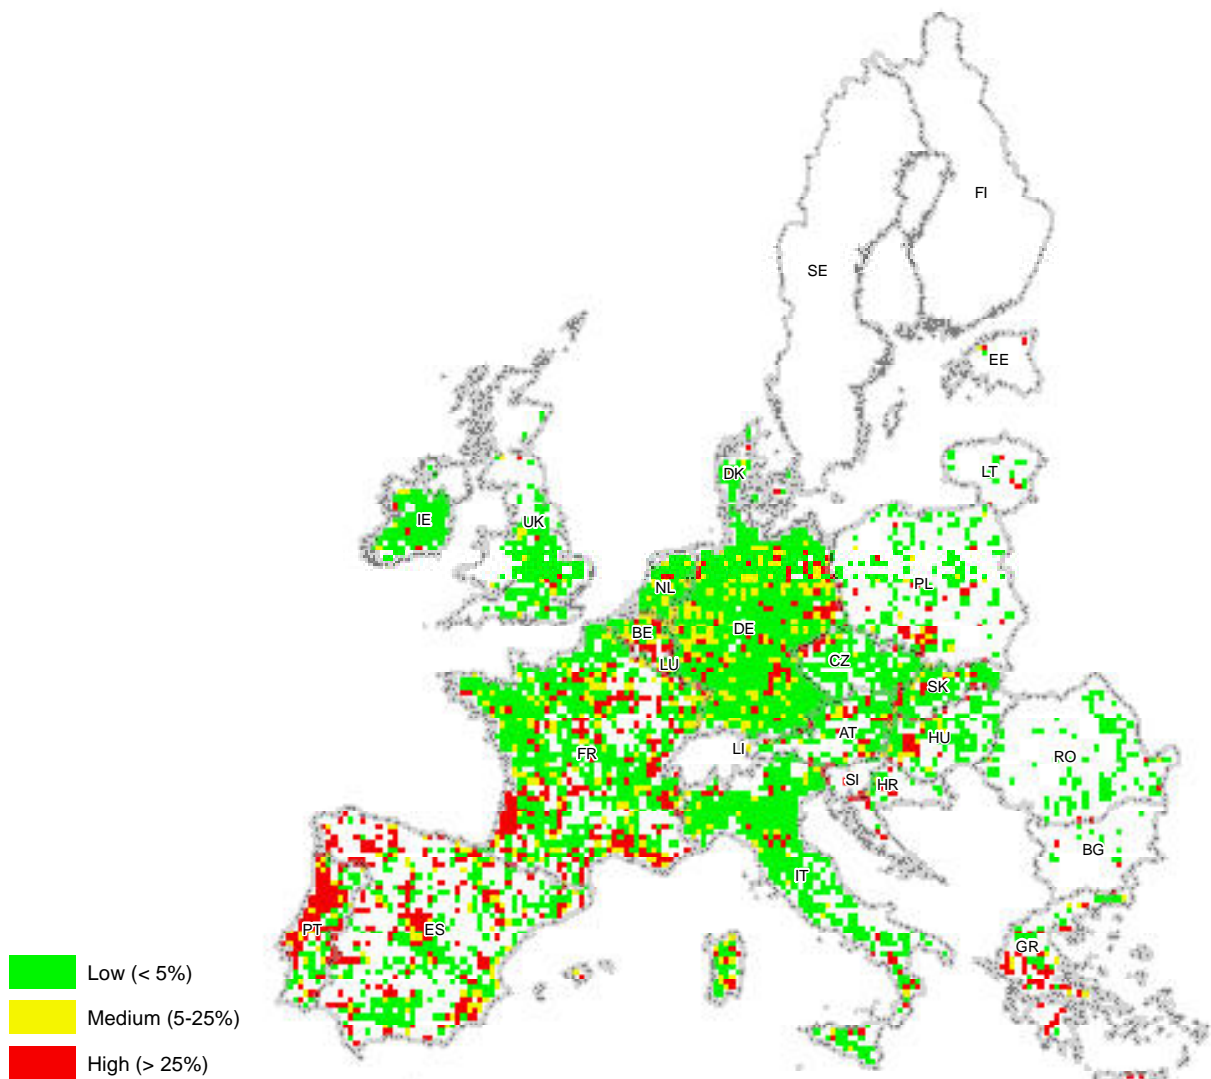 FI
SE
EE
LT
DK
IE
UK
PL
NL
BE
DE
LU
CZ
SK
AT
HU
LI
FR
RO
SI
HR
BG
IT
PT
ES
GR
Low (< 5%)
Medium (5-25%)
High (> 25%)